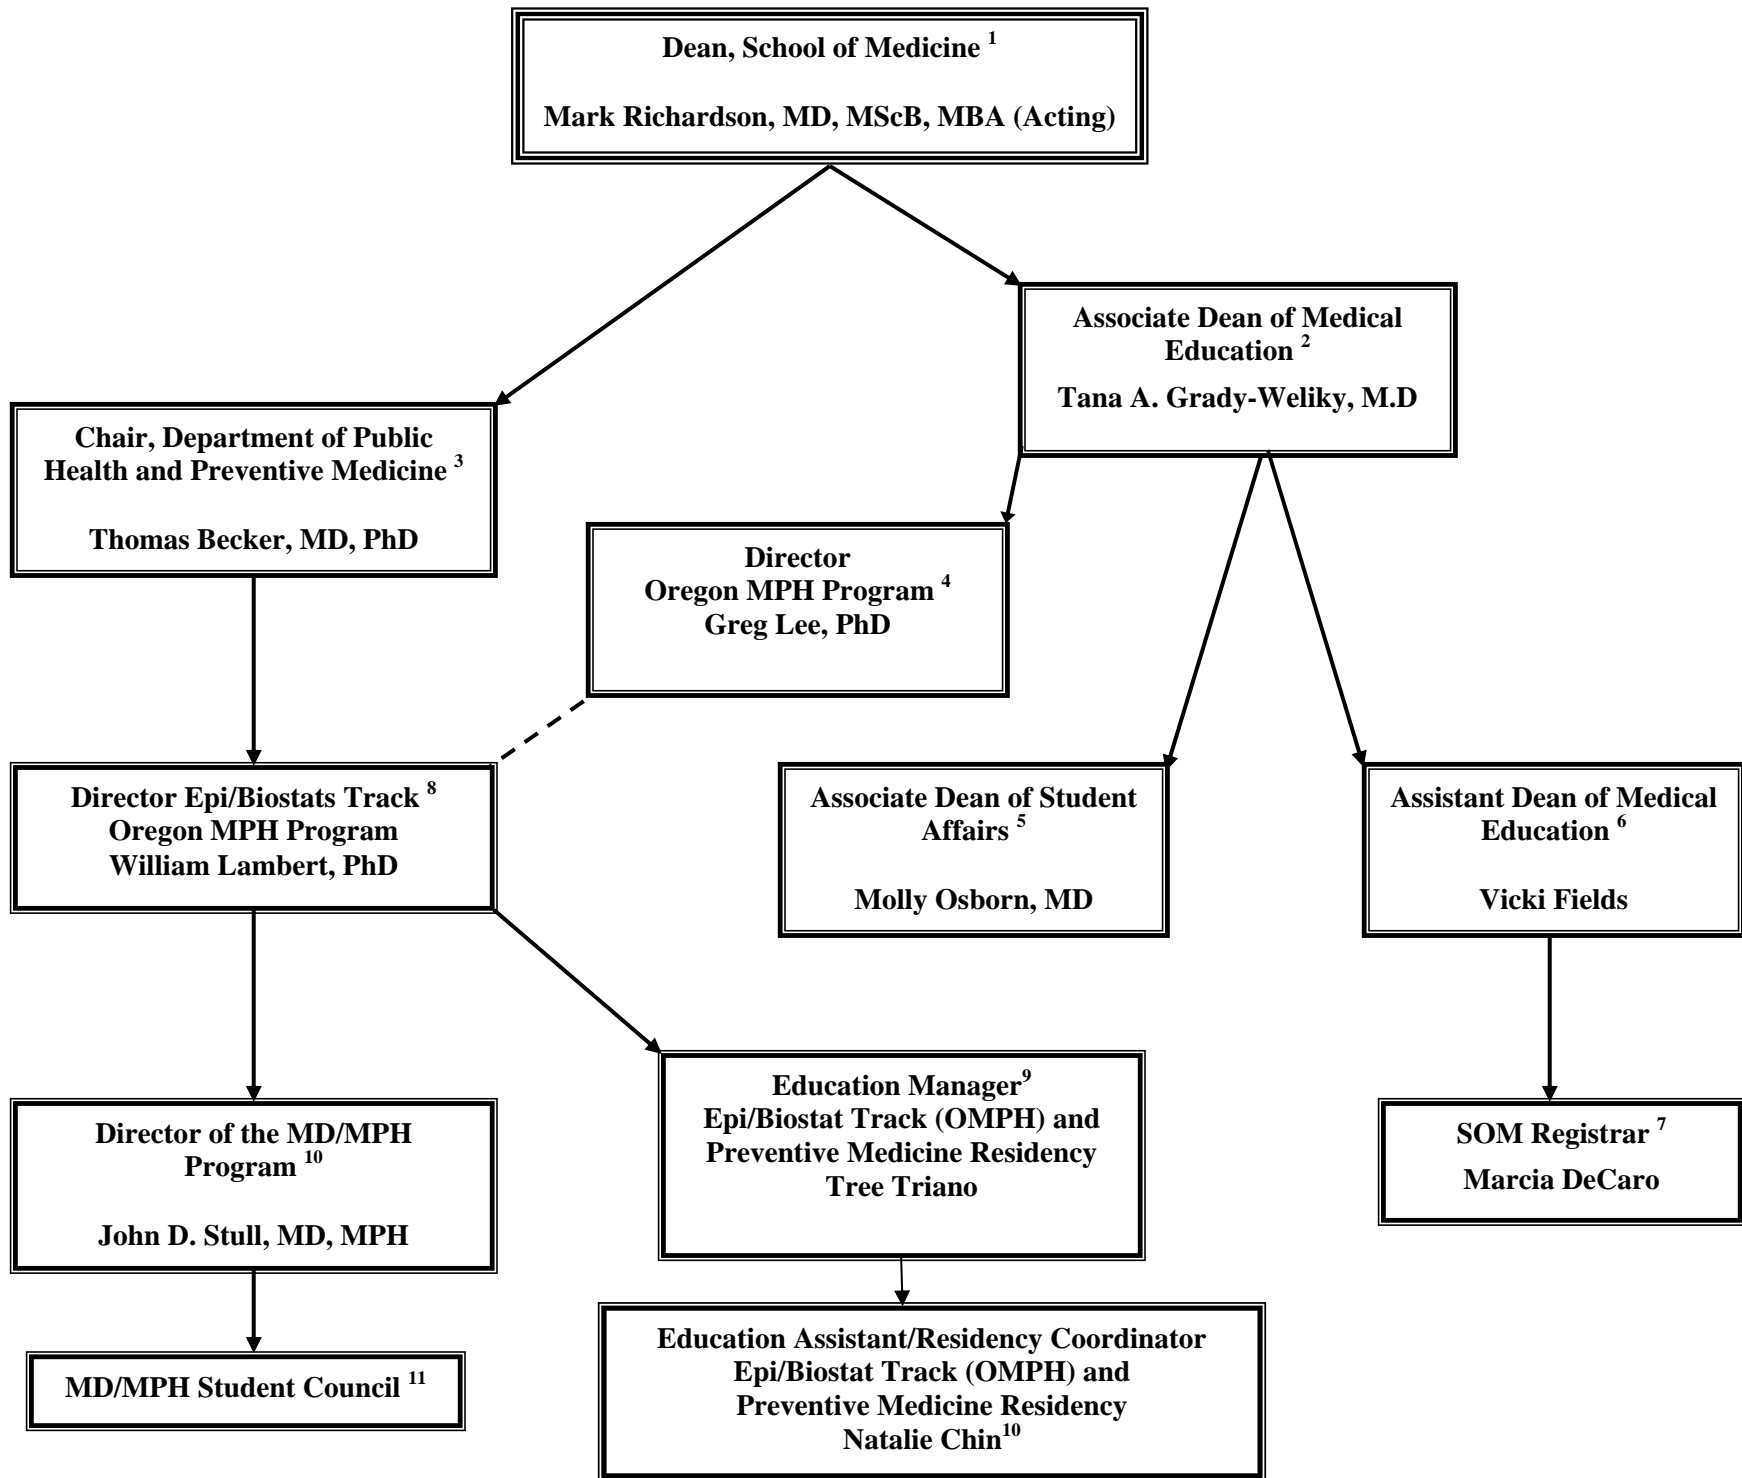 Dean, School of Medicine 1
Mark Richardson, MD, MScB, MBA (Acting)
Associate Dean of Medical
Education 2
Tana A. Grady-Weliky, M.D
Chair, Department of Public
Health and Preventive Medicine 3
Thomas Becker, MD, PhD
Director
Oregon MPH Program 4
Greg Lee, PhD
Director Epi/Biostats Track 8
Oregon MPH Program
William Lambert, PhD
Associate Dean of Student
Affairs 5
Molly Osborn, MD
Assistant Dean of Medical
Education 6
Vicki Fields
Education Manager9
Epi/Biostat Track (OMPH) and
Preventive Medicine Residency
Tree Triano
Director of the MD/MPH
Program 10
John D. Stull, MD, MPH
SOM Registrar 7
Marcia DeCaro
MD/MPH Student Council 11
Education Assistant/Residency Coordinator
Epi/Biostat Track (OMPH) and
Preventive Medicine Residency
Natalie Chin10